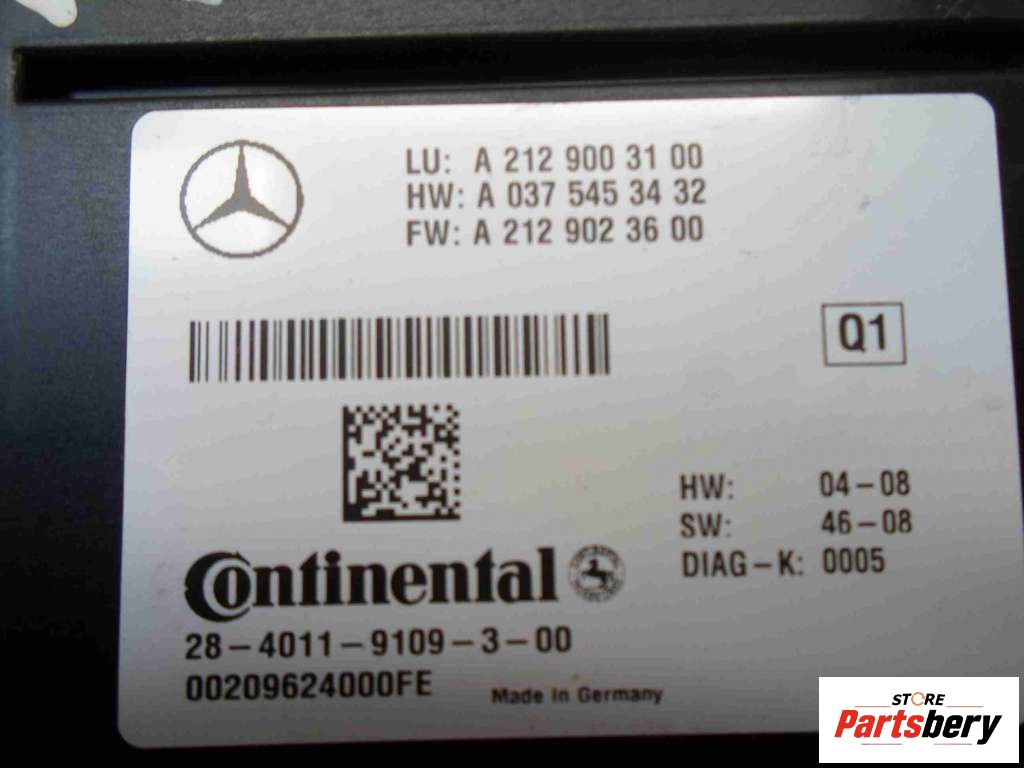 LU: A 212 900 31 00
HW: A 037 545 34 32
FW: A 212 902 36 00
Q1
HW: 04-08
SW: 46-08
DIAG-K: 0005
Continental
28-4011-9109-3-00
00209624000FE
Made in Germany
STORE
Partsbery